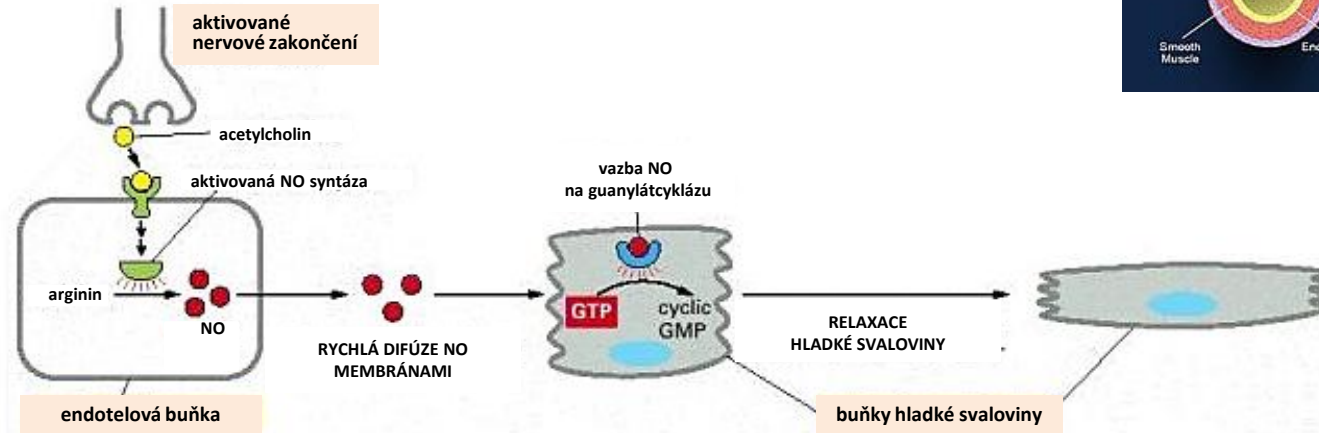 aktivované
nervové zakončení
Smooth
Muscle
acetylcholin
aktivovaná NO syntáza
vazba NO
na guanylátcyklázu
arginin
NO
RYCHLÁ DIFÚZE NO
MEMBRÁNAMI
GTP
cyclic
GMP
RELAXACE
HLADKÉ SVALOVINY
endotelová buňka
buňky hladké svaloviny